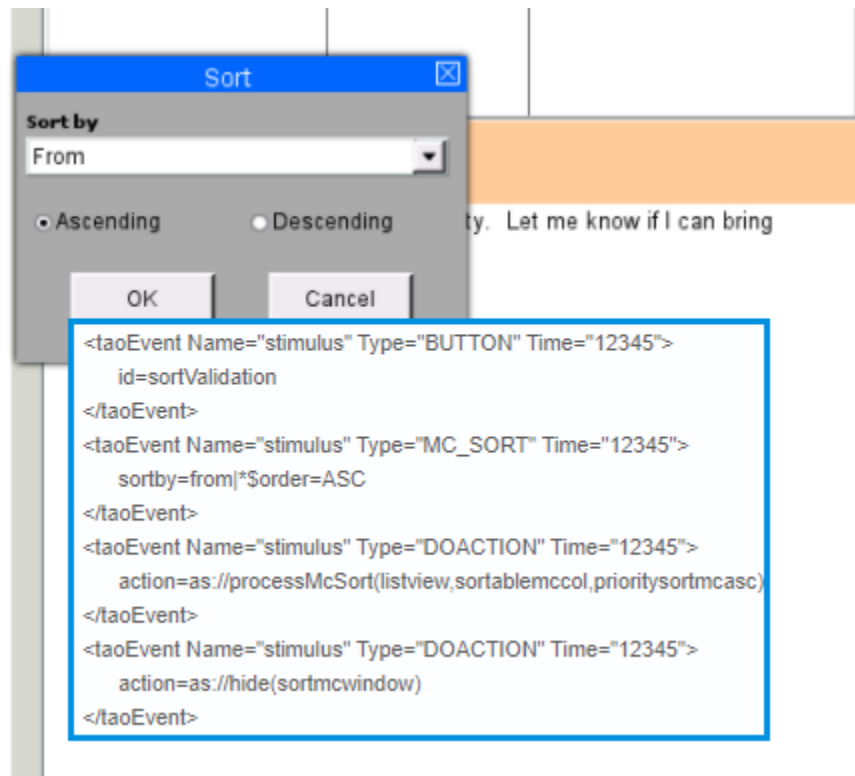 Sort
Sort by
From
Ascending Descending ty. Let me know if I can bring
OK Cancel
<taoEvent Name="stimulus" Type="BUTTON" Time="12345">
id=sortValidation
</taoEvent>
<taoEvent Name="stimulus" Type="MC_SORT" Time="12345">
sortby=from|*$order=ASC
</taoEvent>
<taoEvent Name="stimulus" Type="DOACTION" Time="12345">
action=as://processMcSort(listview,sortablemccol,prioritysortmcasc)
</taoEvent>
<taoEvent Name="stimulus" Type="DOACTION" Time="12345">
action=as://hide(sortmcwindow)
</taoEvent>